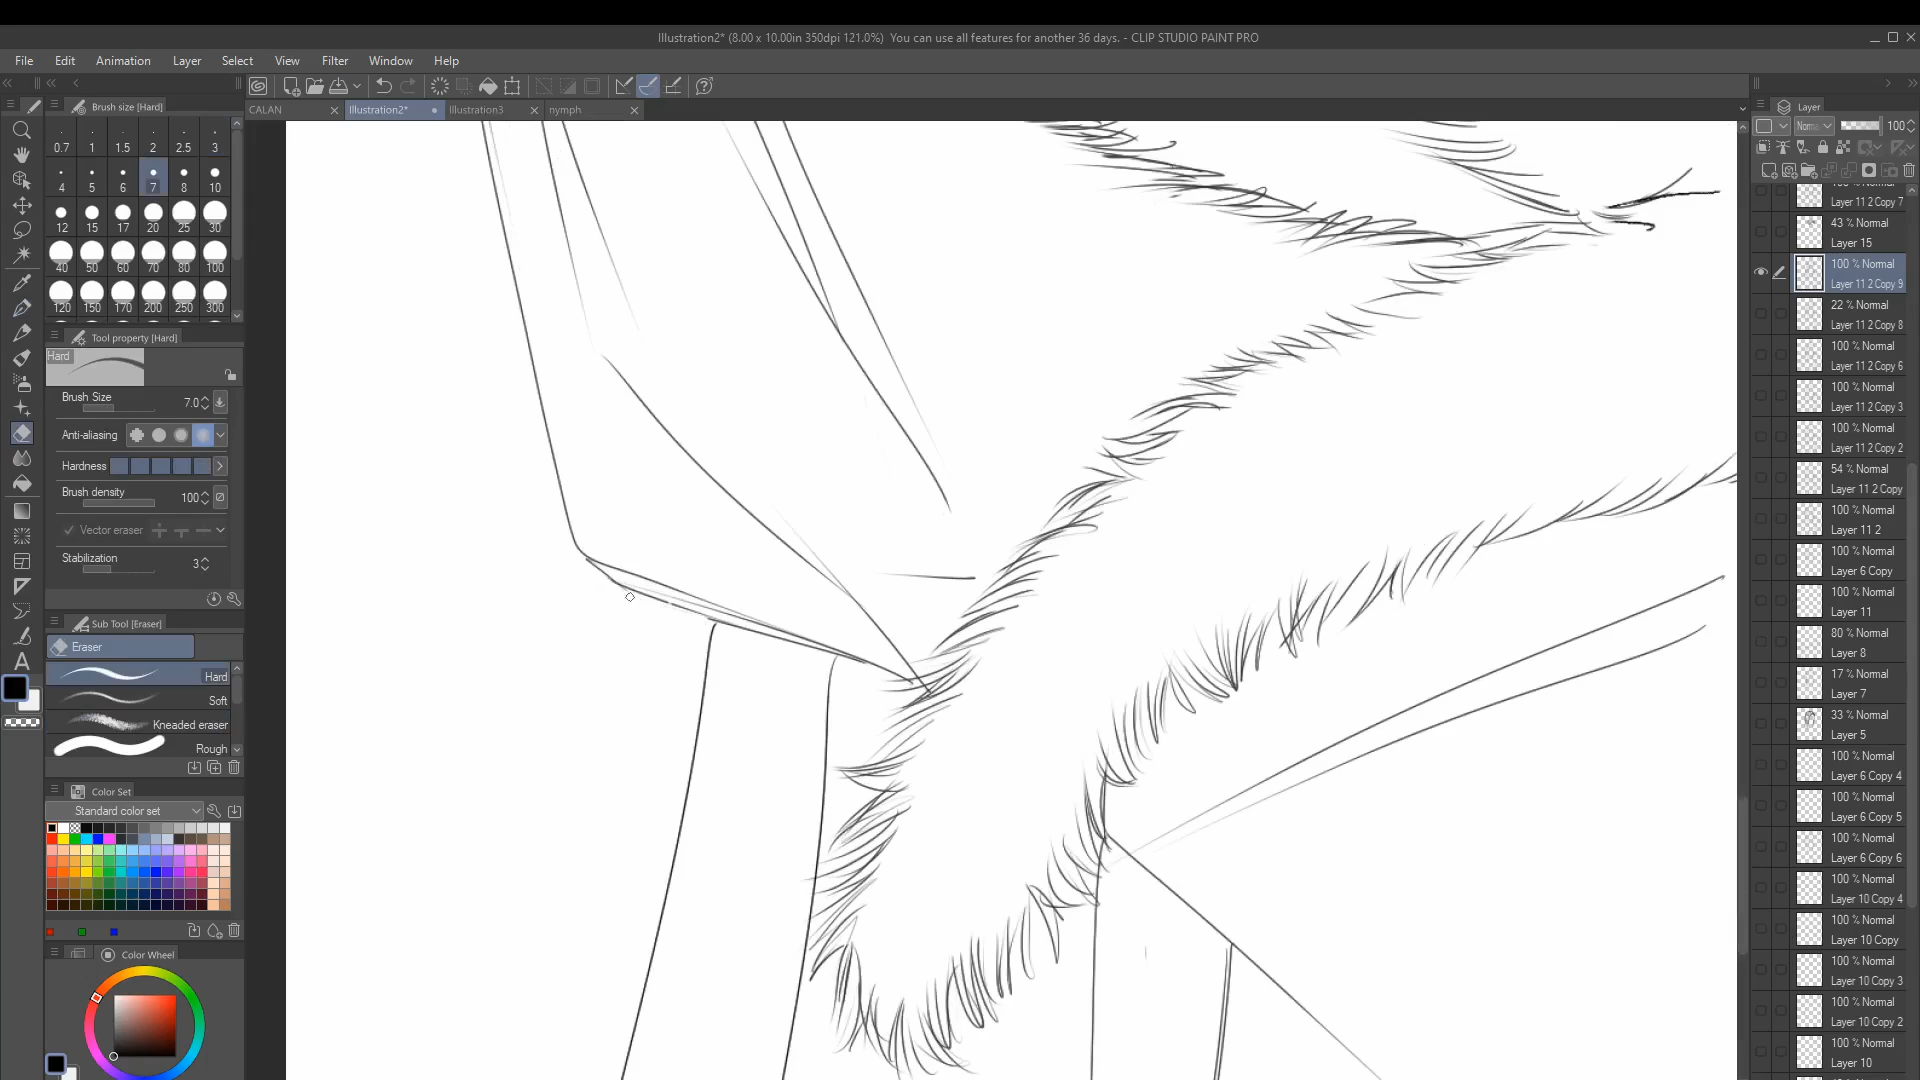 Illustration2* (8.00 x 10.00in 350dpi 121.0%)  You can use all features for another 36 days. - CLIP STUDIO PAINT PRO
File Edit Animation Layer Select View Filter Window Help
CALAN Illustration2* Illustration3 nymph
Brush size [Hard]
0.7 1 1.5 2 2.5 3
4 5 6 7 8 10
12 15 17 20 25 30
40 50 60 70 80 100
120 150 170 200 250 300
Tool property [Hard]
Hard
Brush Size 7.0
Anti-aliasing
Hardness
Brush density 100
Vector eraser
Stabilization 3
Sub Tool [Eraser]
Eraser
Hard
Soft
Kneaded eraser
Rough
Color Set
Standard color set
Color Wheel
A
Layer
Norma 100
Layer 11 2 Copy 7
43 % Normal
Layer 15
100 % Normal
Layer 11 2 Copy 9
22 % Normal
Layer 11 2 Copy 8
100 % Normal
Layer 11 2 Copy 6
100 % Normal
Layer 11 2 Copy 3
100 % Normal
Layer 11 2 Copy 2
54 % Normal
Layer 11 2 Copy
100 % Normal
Layer 11 2
100 % Normal
Layer 6 Copy
100 % Normal
Layer 11
80 % Normal
Layer 8
17 % Normal
Layer 7
33 % Normal
Layer 5
100 % Normal
Layer 6 Copy 4
100 % Normal
Layer 6 Copy 5
100 % Normal
Layer 6 Copy 6
100 % Normal
Layer 10 Copy 4
100 % Normal
Layer 10 Copy
100 % Normal
Layer 10 Copy 3
100 % Normal
Layer 10 Copy 2
100 % Normal
Layer 10